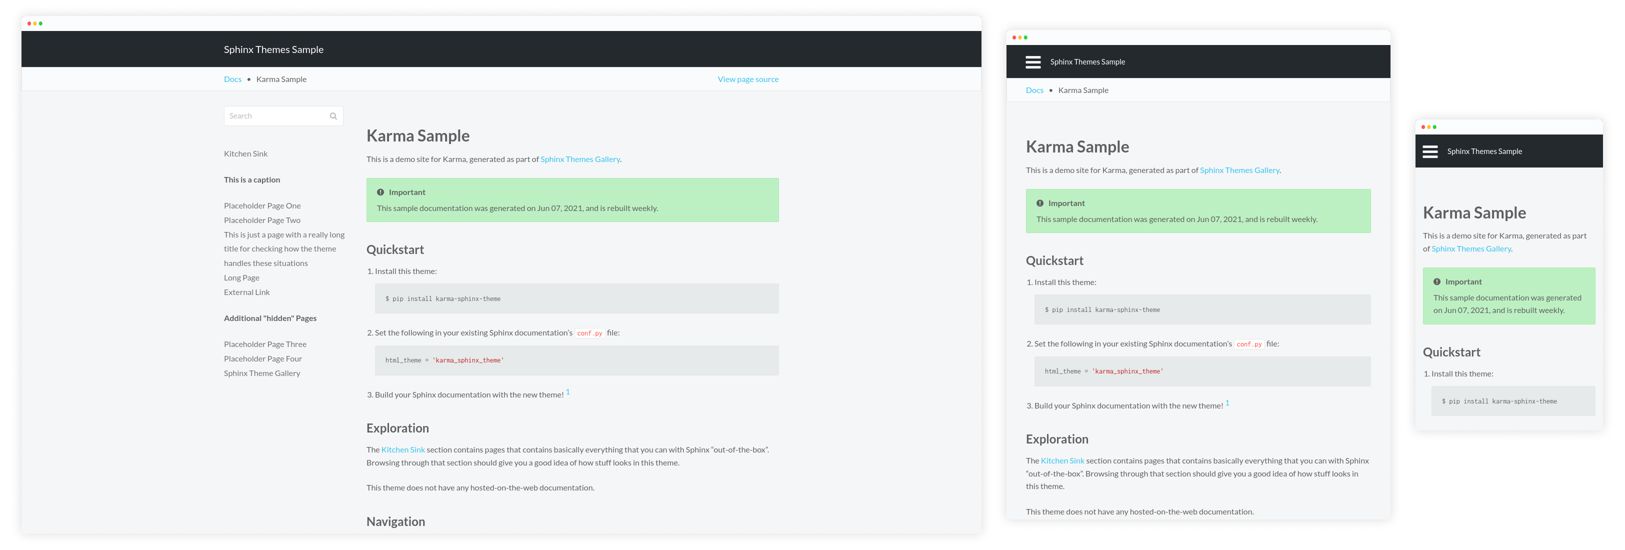 Sphinx Themes Sample
Docs • Karma Sample
View page source
Search
Kitchen Sink
This is a caption
Placeholder Page One
Placeholder Page Two
This is just a page with a really long
title for checking how the theme
handles these situations
Long Page
External Link
Additional "hidden" Pages
Placeholder Page Three
Placeholder Page Four
Sphinx Theme Gallery
Karma Sample
This is a demo site for Karma, generated as part of Sphinx Themes Gallery.
Important
This sample documentation was generated on Jun 07, 2021, and is rebuilt weekly.
Quickstart
1. Install this theme:
$ pip install karma-sphinx-theme
2. Set the following in your existing Sphinx documentation's conf.py file:
html_theme = 'karma_sphinx_theme'
3. Build your Sphinx documentation with the new theme! 1
Exploration
The Kitchen Sink section contains pages that contains basically everything that you can with Sphinx “out-of-the-box”.
Browsing through that section should give you a good idea of how stuff looks in this theme.
This theme does not have any hosted-on-the-web documentation.
Navigation
Sphinx Themes Sample
Docs • Karma Sample
Karma Sample
This is a demo site for Karma, generated as part of Sphinx Themes Gallery.
Important
This sample documentation was generated on Jun 07, 2021, and is rebuilt weekly.
Quickstart
1. Install this theme:
$ pip install karma-sphinx-theme
2. Set the following in your existing Sphinx documentation's conf.py file:
html_theme = 'karma_sphinx_theme'
3. Build your Sphinx documentation with the new theme! 1
Exploration
The Kitchen Sink section contains pages that contains basically everything that you can with Sphinx
“out-of-the-box”. Browsing through that section should give you a good idea of how stuff looks in
this theme.
This theme does not have any hosted-on-the-web documentation.
Sphinx Themes Sample
Karma Sample
This is a demo site for Karma, generated as part
of Sphinx Themes Gallery.
Important
This sample documentation was generated
on Jun 07, 2021, and is rebuilt weekly.
Quickstart
1. Install this theme:
$ pip install karma-sphinx-theme